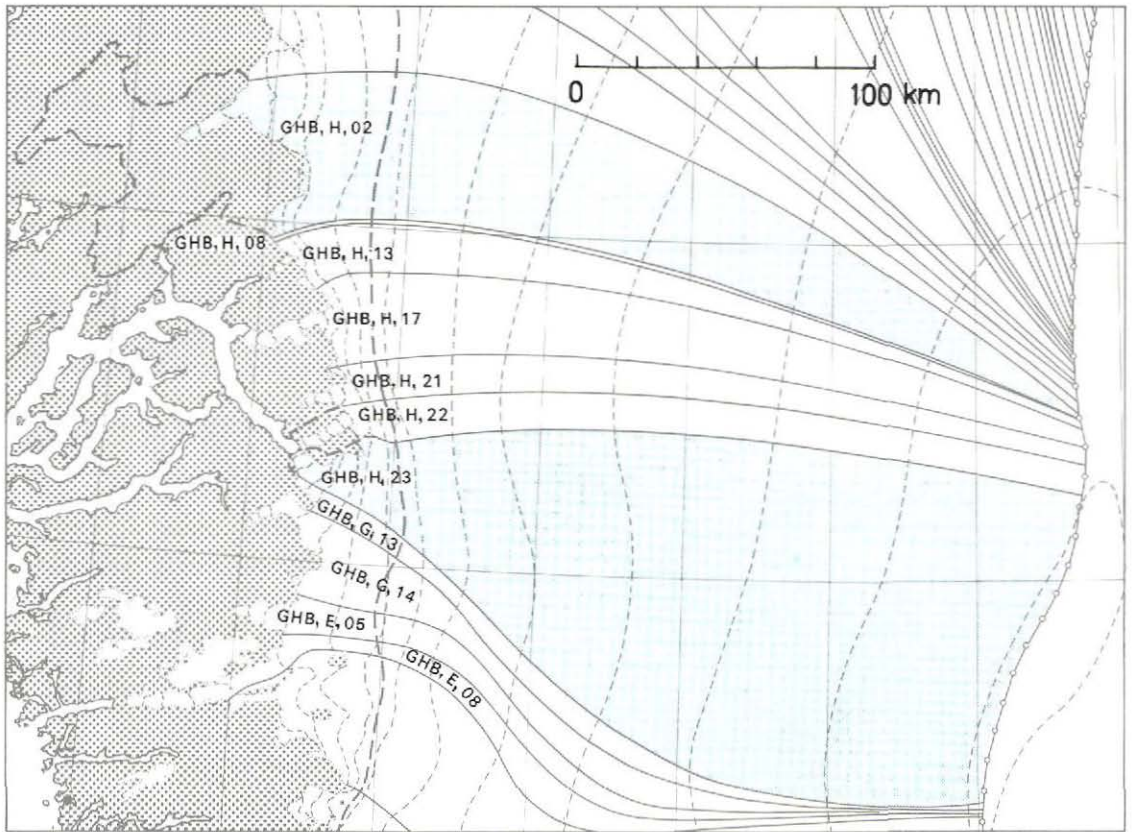 0 100 km
GHB, H, 02
GHB, H, 08
GHB, H, 13
GHB, H, 17
GHB, H, 21
GHB, H, 22
GHB, H, 23
GHB, G, 13
GHB, G, 14
GHB, E, 05
GHB, E, 08